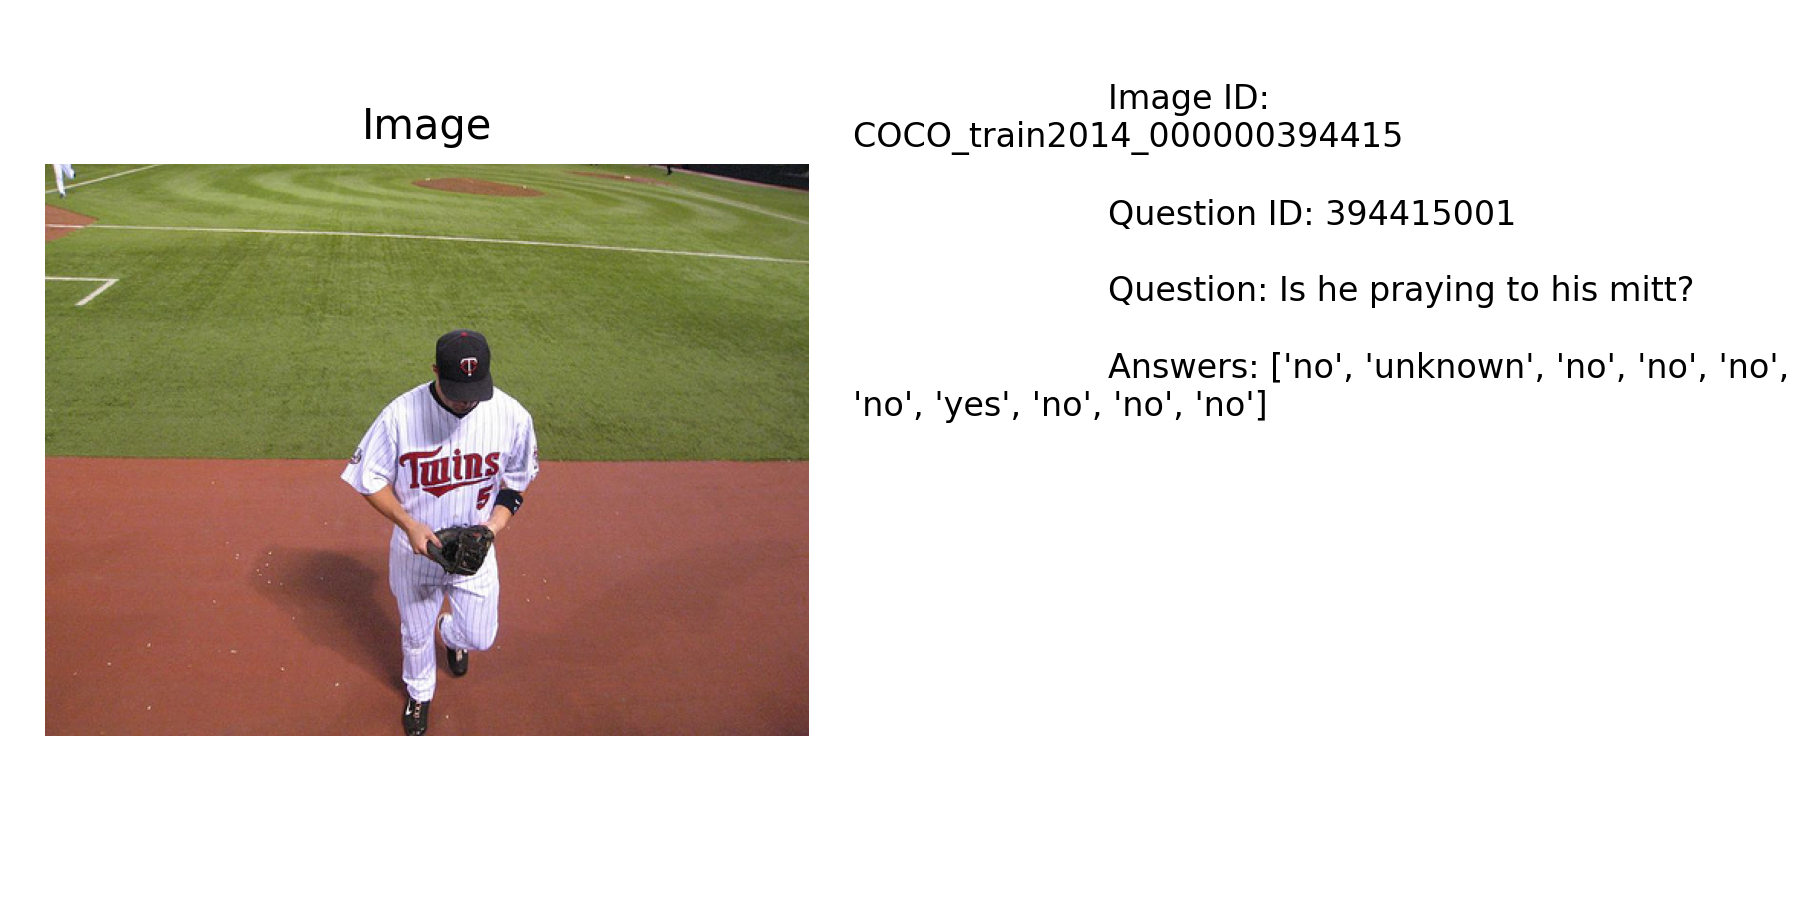 Image
Image ID:
COCO_train2014_000000394415
Question ID: 394415001
Question: Is he praying to his mitt?
Answers: ['no', 'unknown', 'no', 'no', 'no',
'no', 'yes', 'no', 'no', 'no']
T
Twins
5